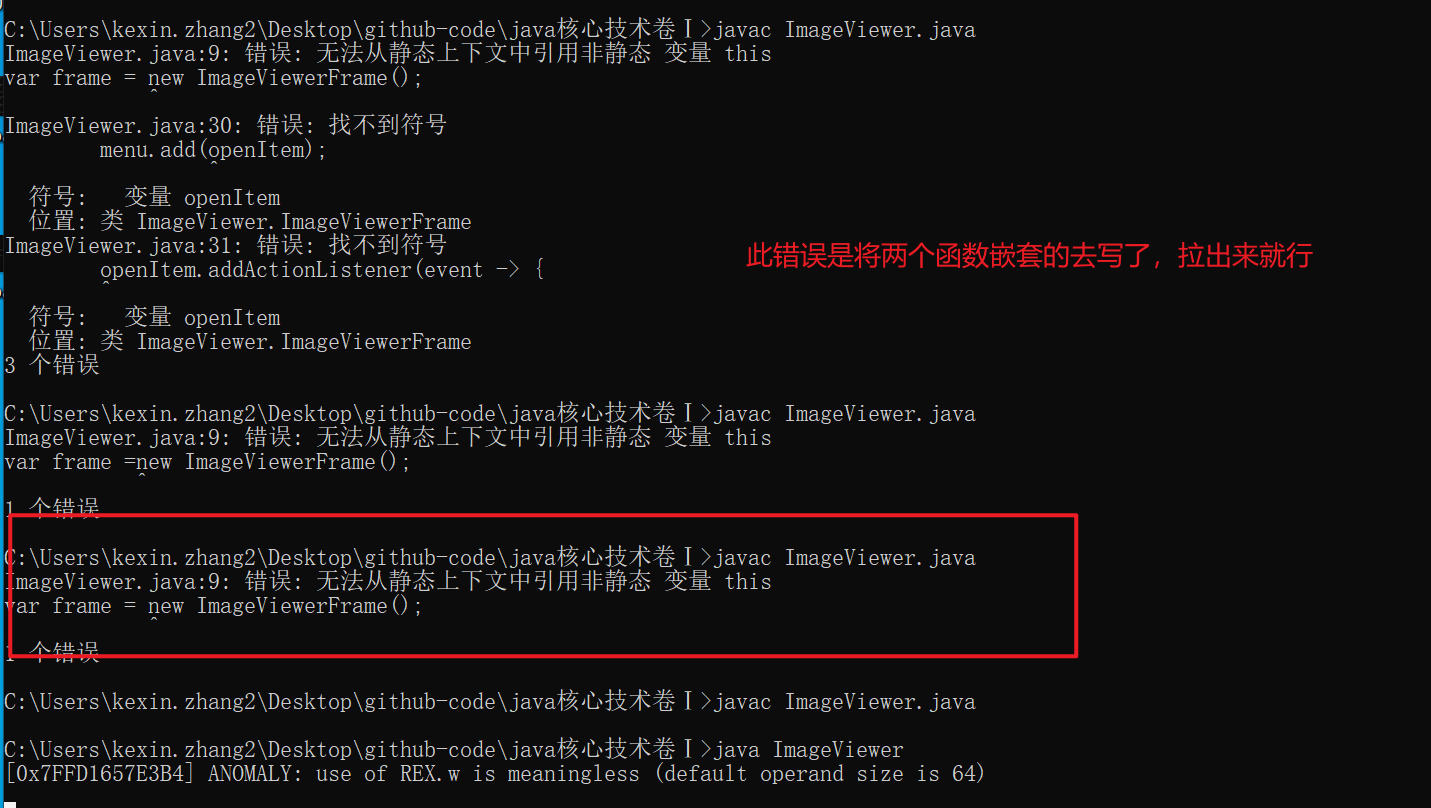 C:\Users\kexin.zhang2\Desktop\github-code\java核心技术卷Ⅰ>javac ImageViewer.java
ImageViewer.java:9: 错误: 无法从静态上下文中引用非静态 变量 this
var frame = new ImageViewerFrame();
^
ImageViewer.java:30: 错误: 找不到符号
menu.add(openItem);
^
符号:   变量 openItem
位置: 类 ImageViewer.ImageViewerFrame
ImageViewer.java:31: 错误: 找不到符号
openItem.addActionListener(event -> {
^
此错误是将两个函数嵌套的去写了，拉出来就行
符号:   变量 openItem
位置: 类 ImageViewer.ImageViewerFrame
3 个错误
C:\Users\kexin.zhang2\Desktop\github-code\java核心技术卷Ⅰ>javac ImageViewer.java
ImageViewer.java:9: 错误: 无法从静态上下文中引用非静态 变量 this
var frame =new ImageViewerFrame();
^
1 个错误
C:\Users\kexin.zhang2\Desktop\github-code\java核心技术卷Ⅰ>javac ImageViewer.java
ImageViewer.java:9: 错误: 无法从静态上下文中引用非静态 变量 this
var frame = new ImageViewerFrame();
^
1 个错误
C:\Users\kexin.zhang2\Desktop\github-code\java核心技术卷Ⅰ>javac ImageViewer.java
C:\Users\kexin.zhang2\Desktop\github-code\java核心技术卷Ⅰ>java ImageViewer
[0x7FFD1657E3B4] ANOMALY: use of REX.w is meaningless (default operand size is 64)